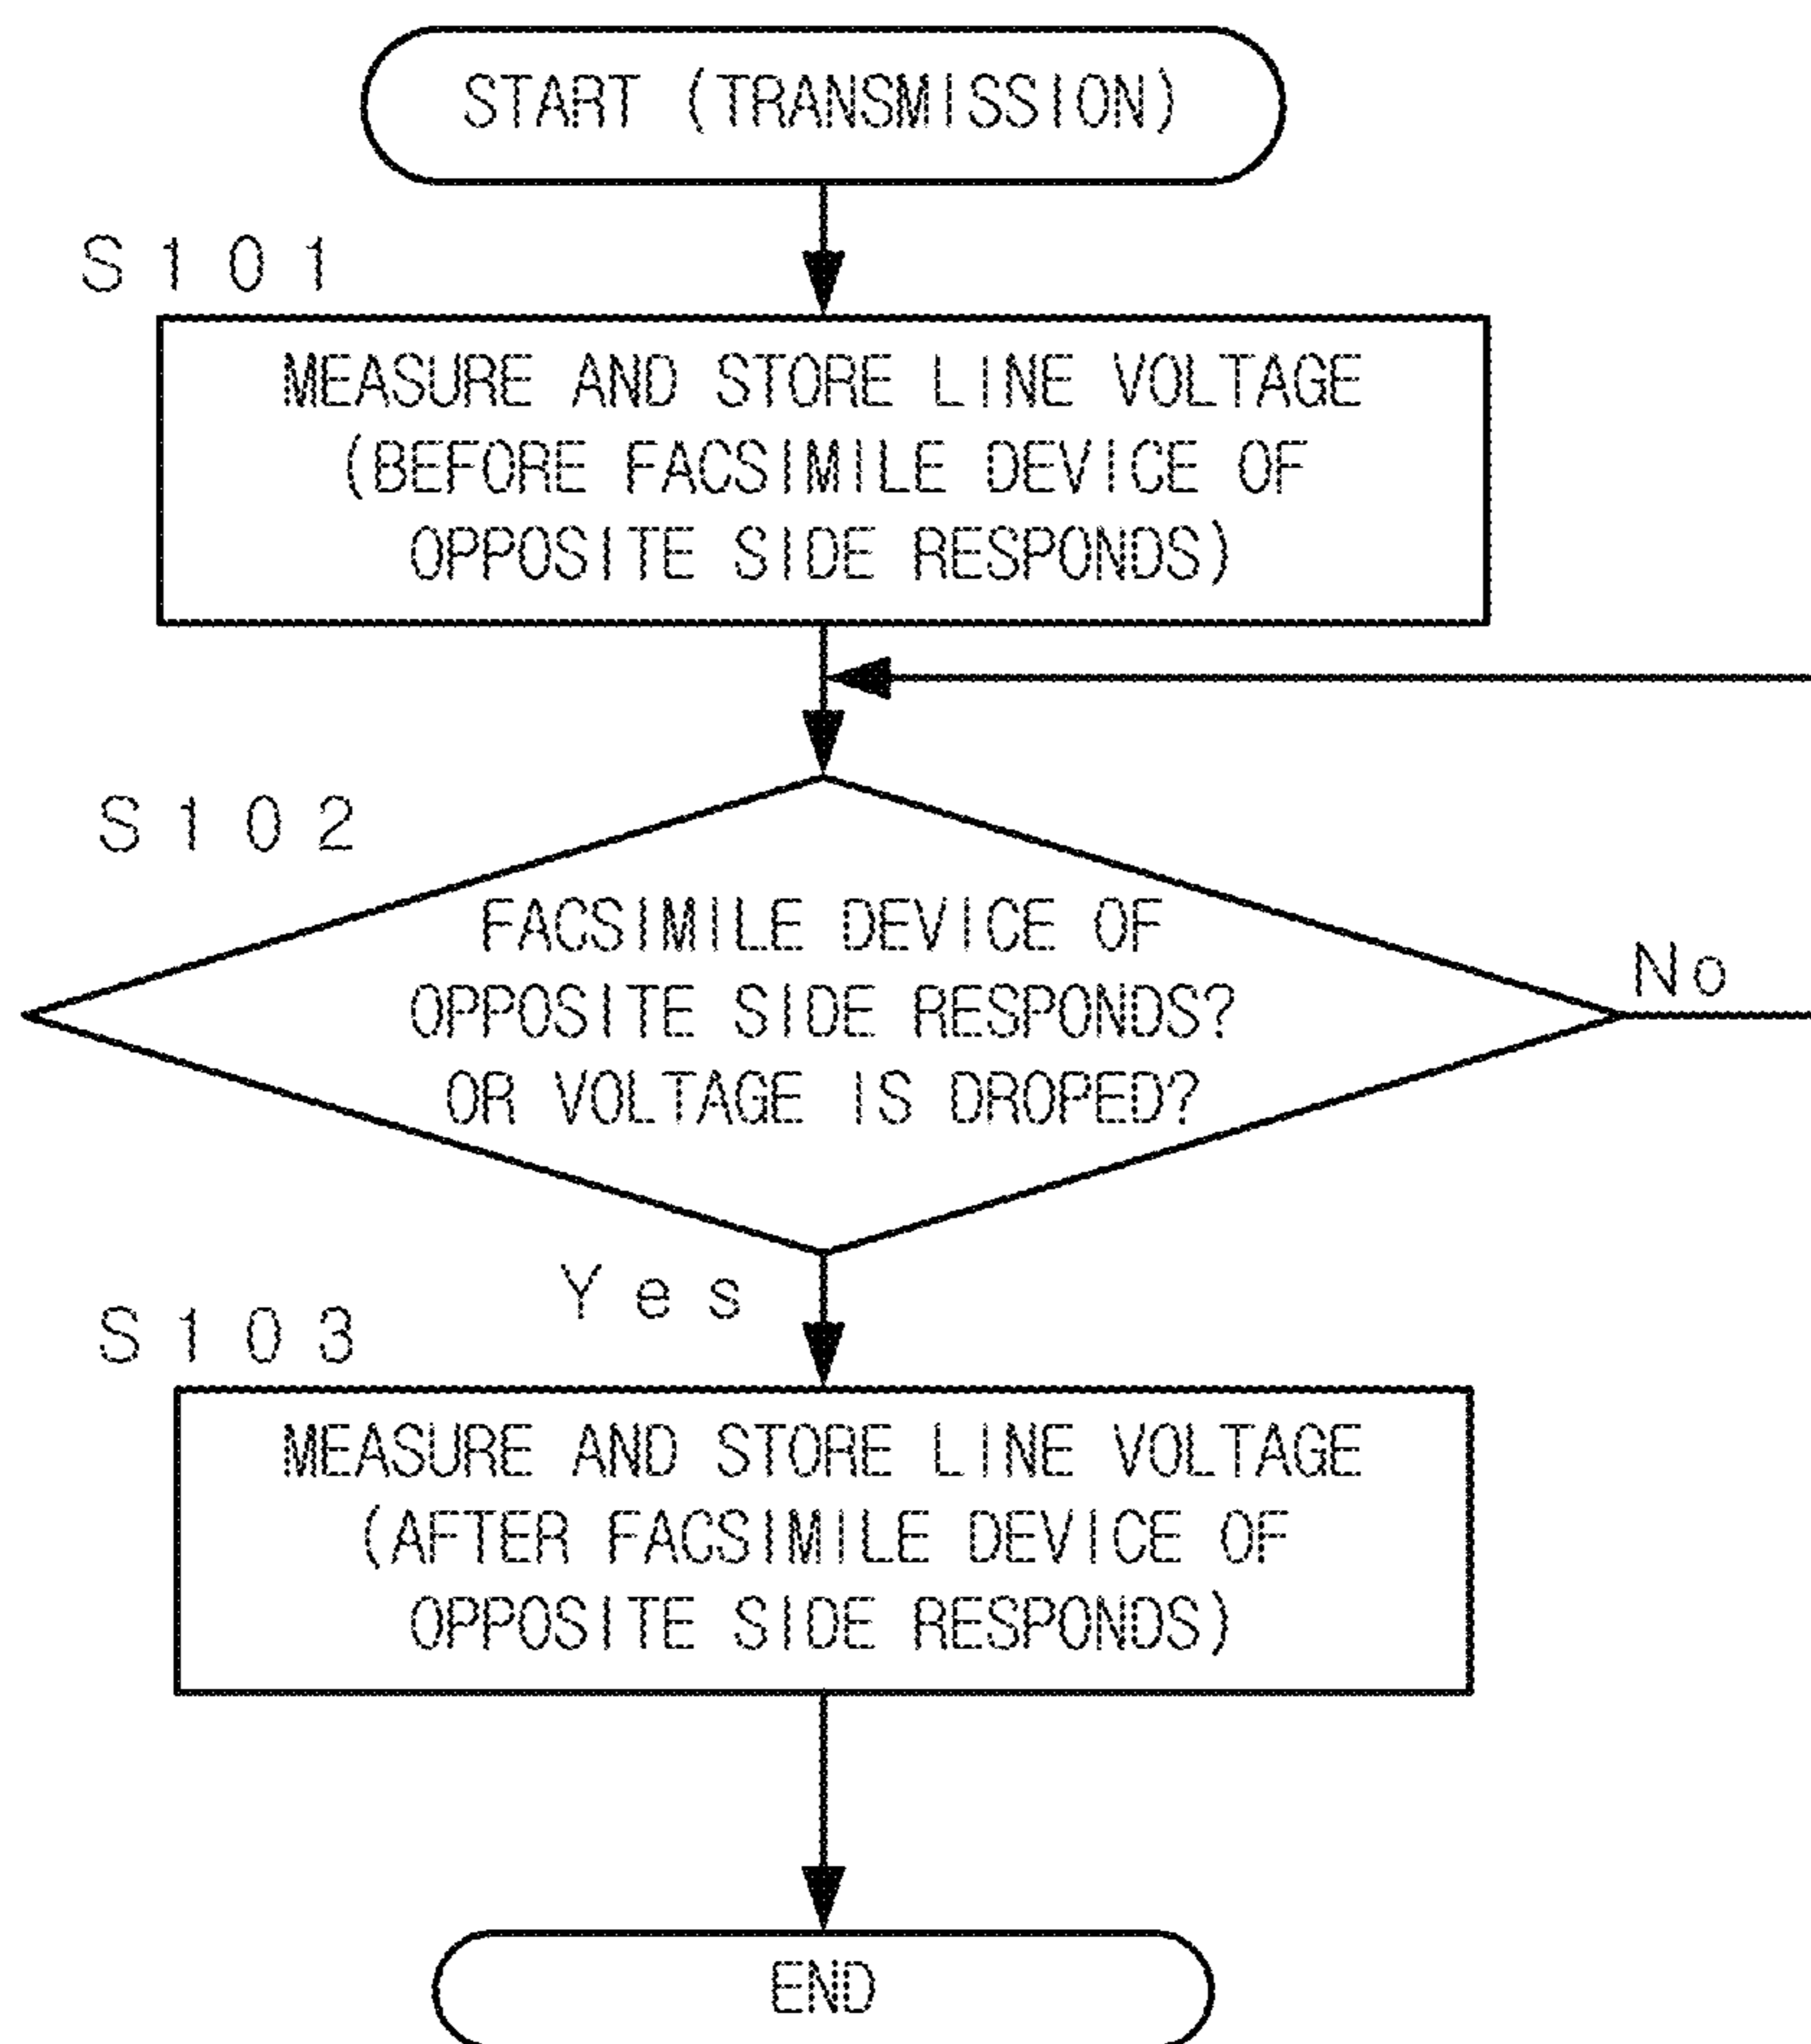 START (TRANSMISSION)
S101
MEASURE AND STORE LINE VOLTAGE
(BEFORE FACSIMILE DEVICE OF
OPPOSITE SIDE RESPONDS)
S102
FACSIMILE DEVICE OF
OPPOSITE SIDE RESPONDS?
OR VOLTAGE IS DROPED?
No
Yes
S103
MEASURE AND STORE LINE VOLTAGE
(AFTER FACSIMILE DEVICE OF
OPPOSITE SIDE RESPONDS)
END